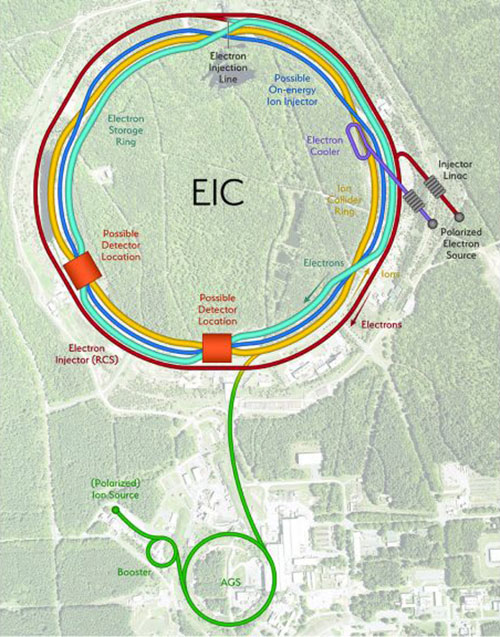 Electron
Injection
Line
Possible
On-energy
Ion Injector
Electron
Storage
Ring
Electron
Cooler
Injector
Linac
EIC
Ion
Collider
Ring
Polarized
Electron
Source
Possible
Detector
Location
Electrons
Ions
Possible
Detector
Location
Electrons
Electron
Injector (RCS)
(Polarized)
Ion Source
Booster
AGS